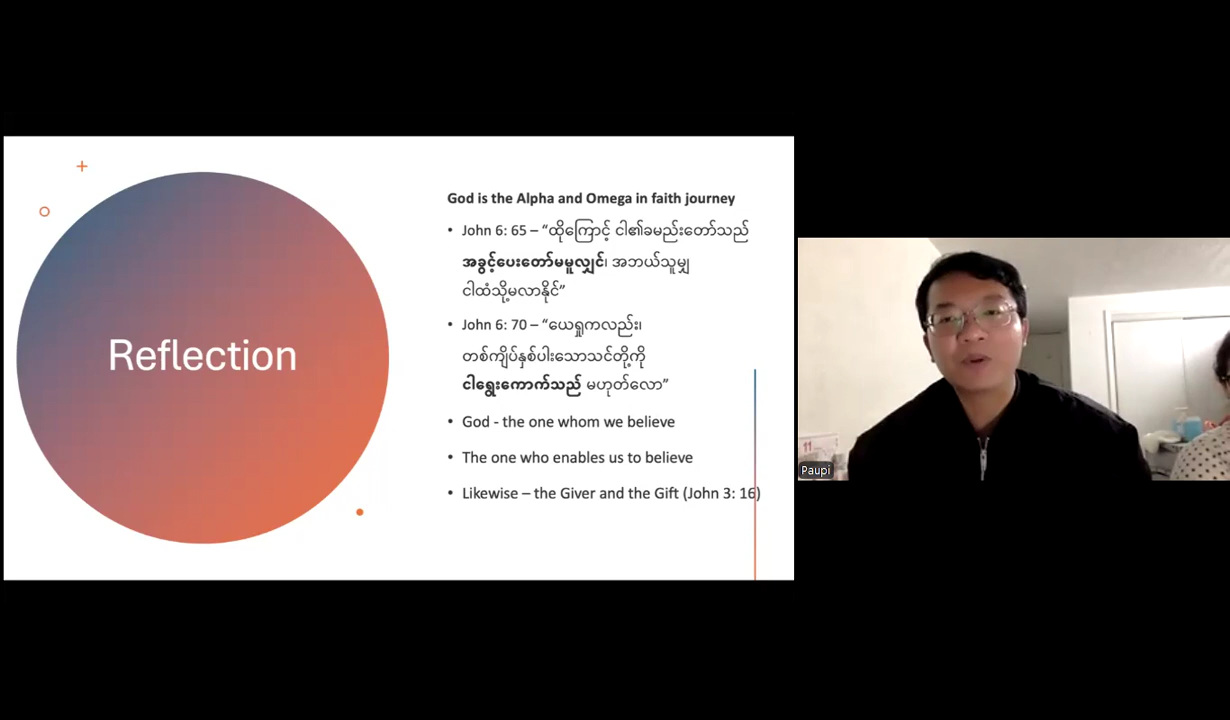 Reflection
God is the Alpha and Omega in faith journey
• John 6: 65 – “ထိုကြောင့် ငါ၏ခမည်းတော်သည်
အခွင့်ပေးတော်မမူလျှင်၊ အဘယ်သူမျှ
ငါထံသို့မလာနိုင်”
• John 6: 70 – “ယေရှုကလည်း၊
တစ်ကျိပ်နှစ်ပါးသောသင်တို့ကို
ငါရွေးကောက်သည် မဟုတ်လော”
• God - the one whom we believe
• The one who enables us to believe
• Likewise – the Giver and the Gift (John 3: 16)
11
Paupi